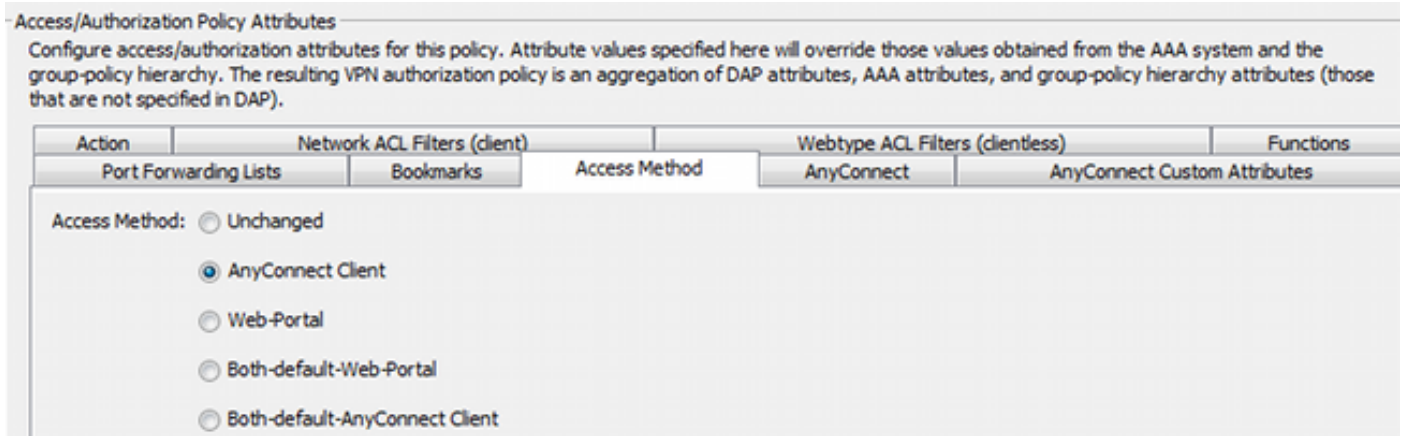 Access/Authorization Policy Attributes
Configure access/authorization attributes for this policy. Attribute values specified here will override those values obtained from the AAA system and the
group-policy hierarchy. The resulting VPN authorization policy is an aggregation of DAP attributes, AAA attributes, and group-policy hierarchy attributes (those
that are not specified in DAP).
Action Network ACL Filters (client) Webtype ACL Filters (clientless) Functions
Port Forwarding Lists Bookmarks Access Method AnyConnect AnyConnect Custom Attributes
Access Method: Unchanged
AnyConnect Client
Web-Portal
Both-default-Web-Portal
Both-default-AnyConnect Client